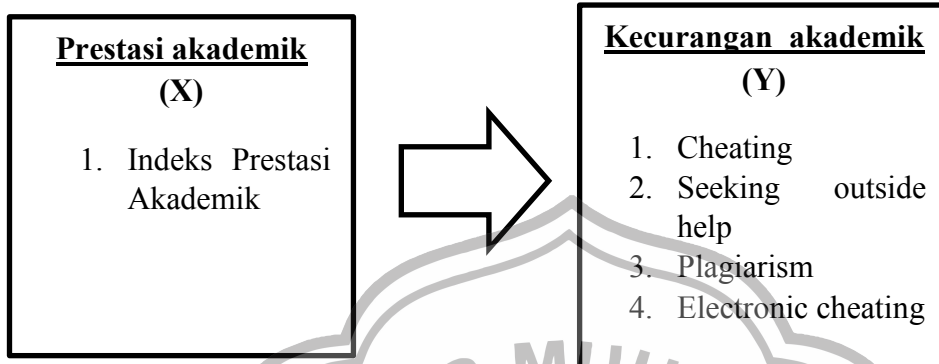 Prestasi akademik
(X)
1. Indeks Prestasi
Akademik
Kecurangan akademik
(Y)
1. Cheating
2. Seeking outside
help
3. Plagiarism
4. Electronic cheating